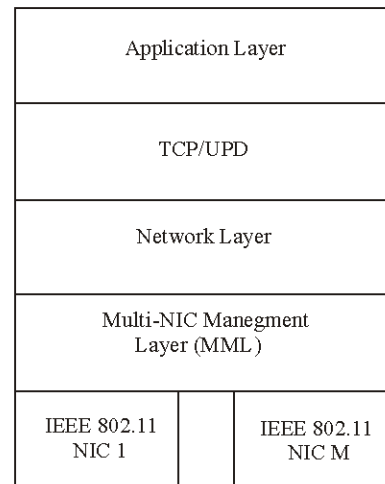 Application Layer
TCP/UPD
Network Layer
Multi-NIC Manegment
Layer (MML)
IEEE 802.11
NIC 1
IEEE 802.11
NIC M